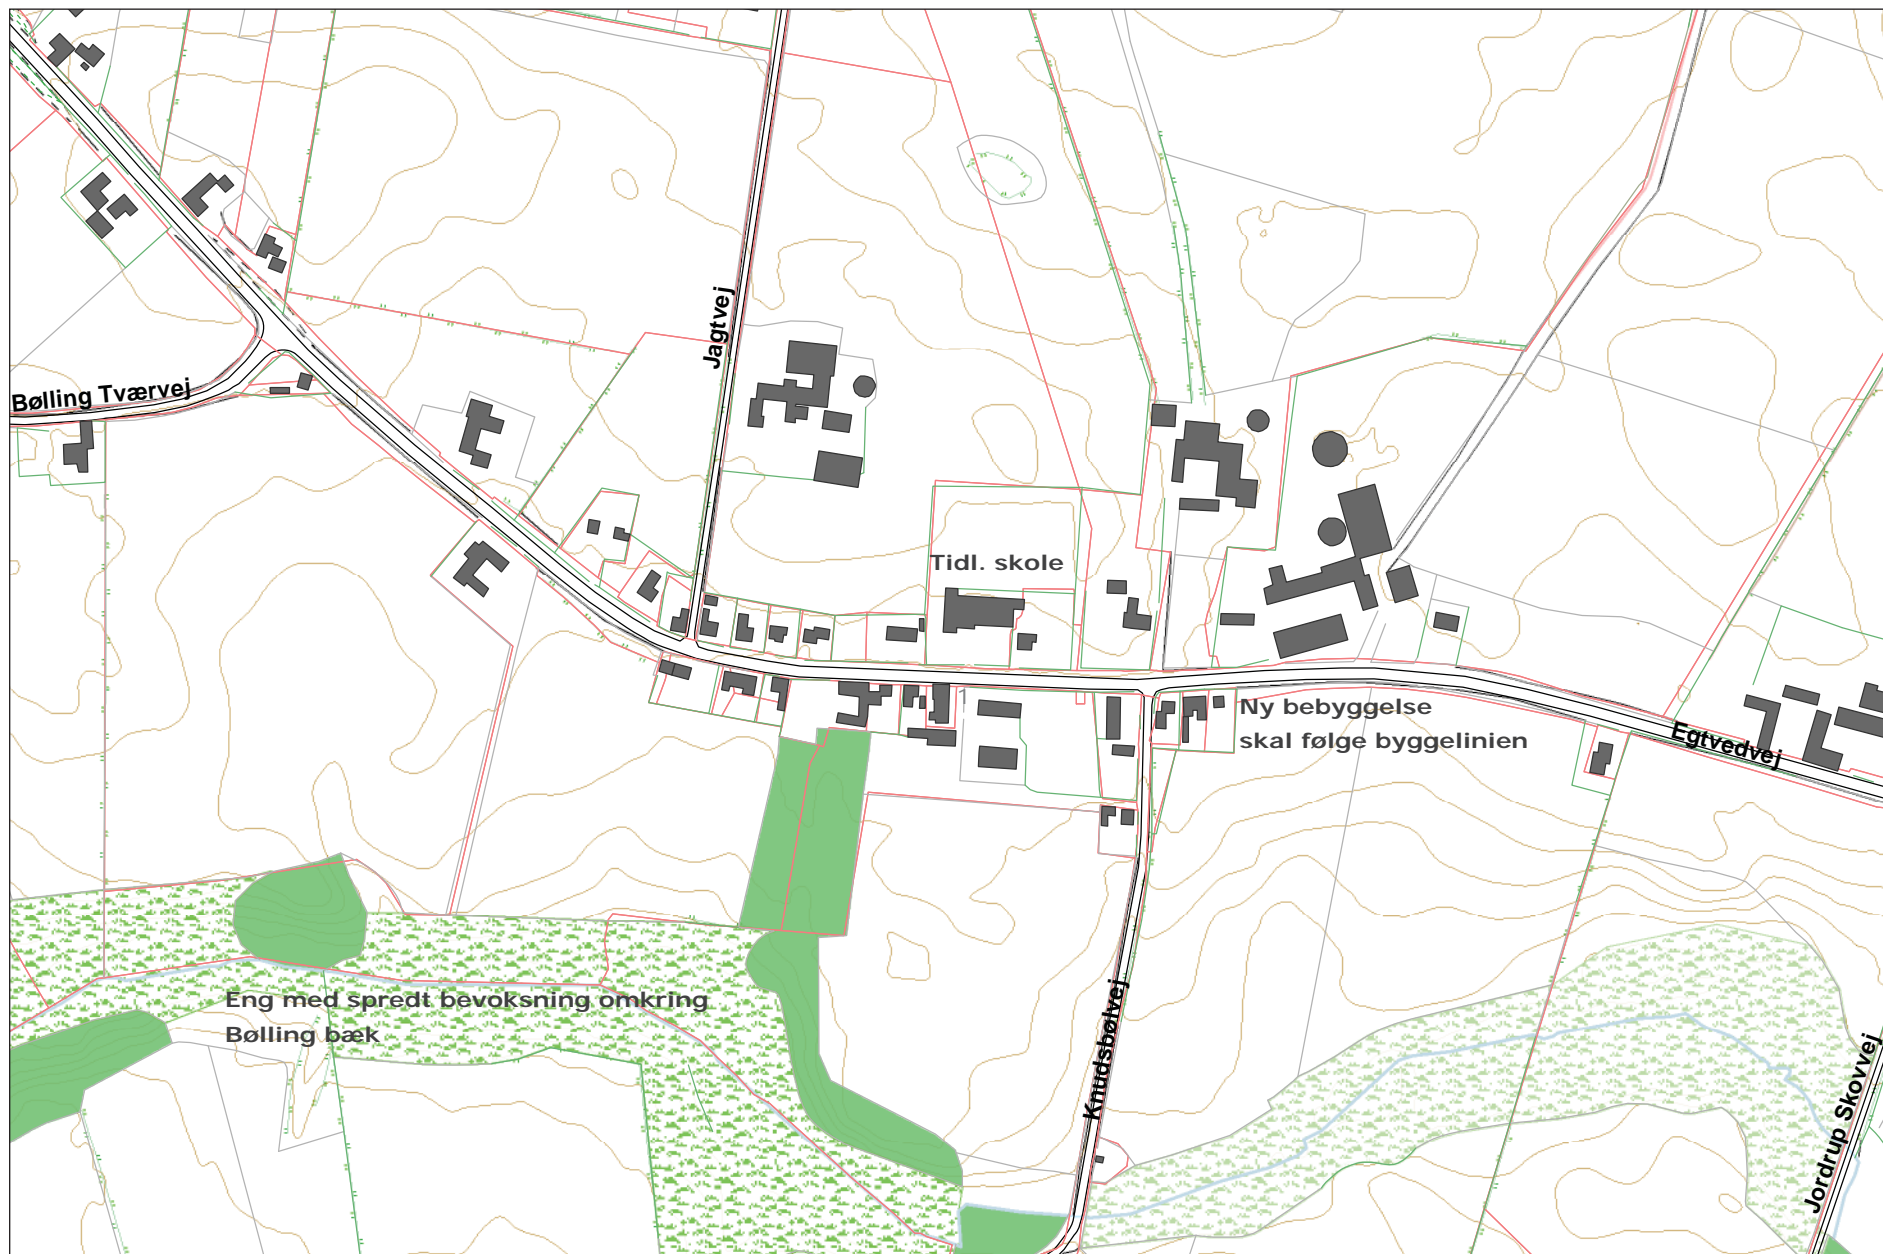 Jagtvej
Bølling Tværvej
Tidl. skole
Ny bebyggelse
skal følge byggelinien
Egtvedvej
Eng med spredt bevoksning omkring
Bølling bæk
Knudsbølvej
Jordrup Skovvej